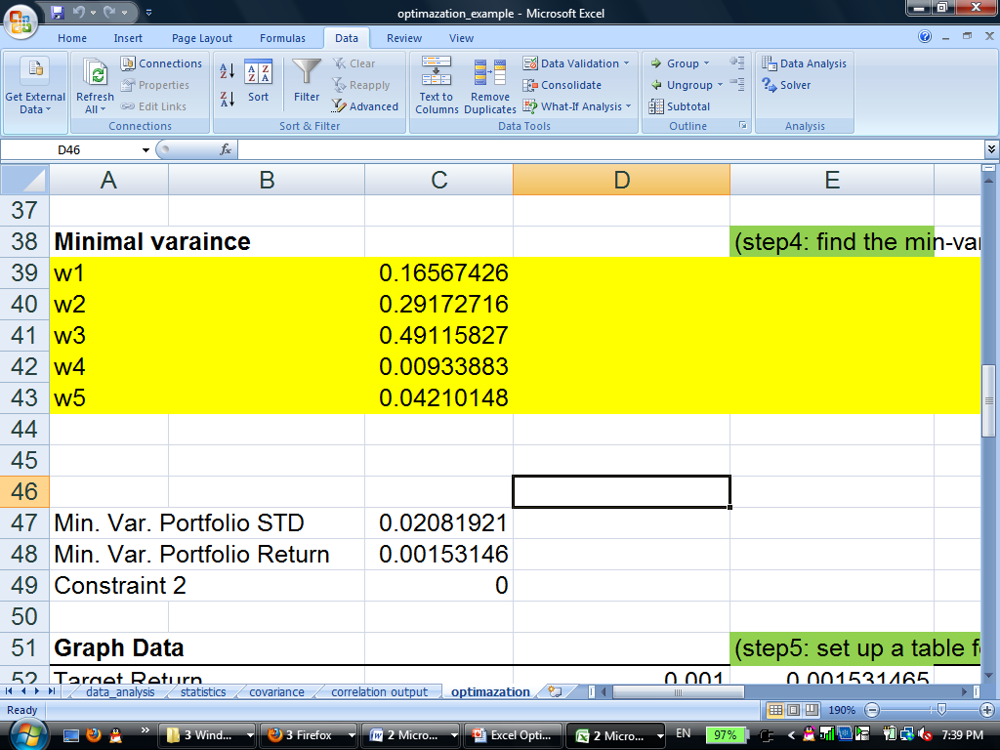 optimazation_example - Microsoft Excel
Home Insert Page Layout Formulas Data Review View
Get External Data
Refresh All
Connections
Properties
Edit Links
Connections
Sort
Filter
Clear
Reapply
Advanced
Sort & Filter
Text to Columns
Remove Duplicates
Data Validation
Consolidate
What-If Analysis
Data Tools
Group
Ungroup
Subtotal
Outline
Data Analysis
Solver
Analysis
D46 fx
A B C D E
37
38 Minimal varaince (step4: find the min-var
39 w1 0.16567426
40 w2 0.29172716
41 w3 0.49115827
42 w4 0.00933883
43 w5 0.04210148
44
45
46
47 Min. Var. Portfolio STD 0.02081921
48 Min. Var. Portfolio Return 0.00153146
49 Constraint 2 0
50
51 Graph Data (step5: set up a table f
52 Target Return 0.001 0.001531465
data_analysis statistics covariance correlation output optimazation
Ready 190%
3 Wind... 3 Firefox 2 Micro... Excel Opti... 2 Micro... EN 97% 7:39 PM